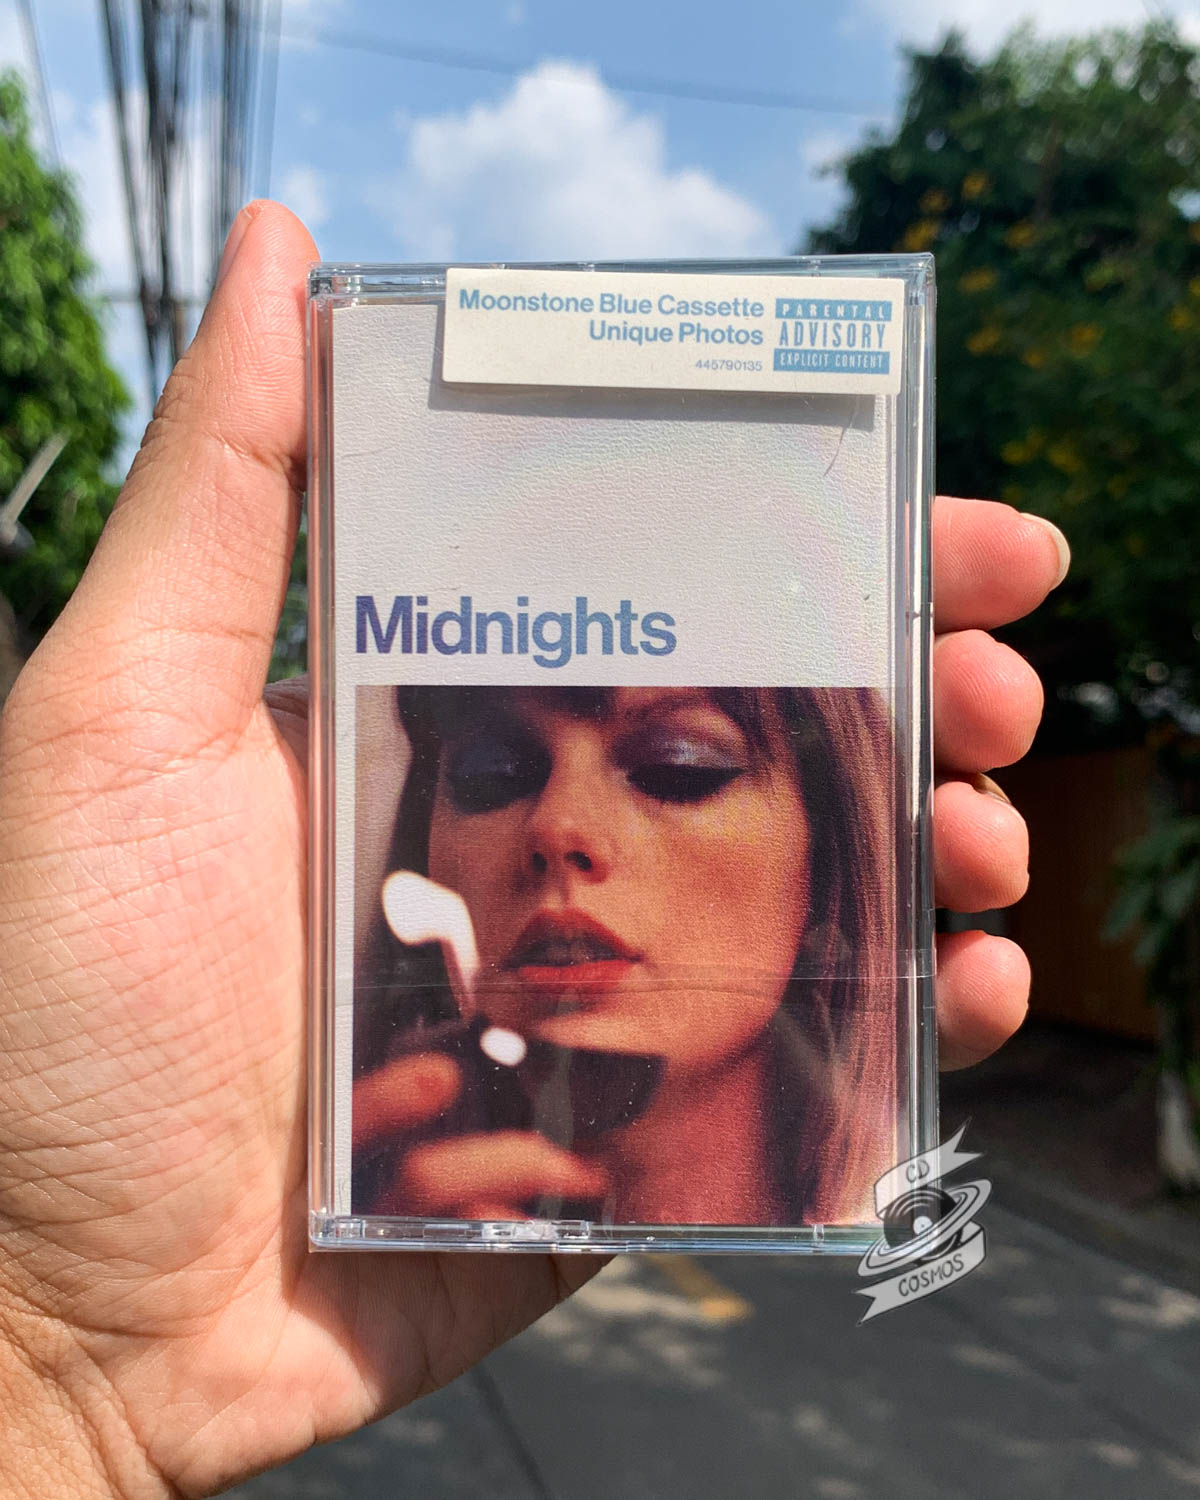 Moonstone Blue Cassette
Unique Photos
445790135
PARENTAL
ADVISORY
EXPLICIT CONTENT
Midnights
CD
COSMOS